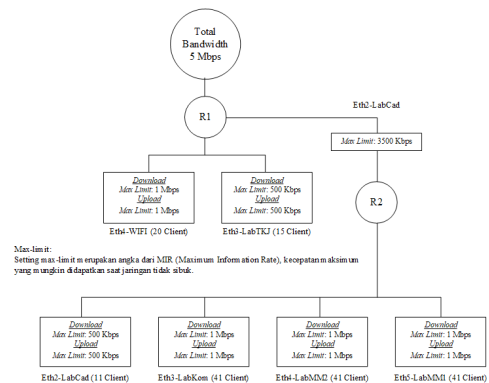 Total
Bandwidth
5 Mbps
R1
Eth2-LabCad
Max Limit: 3500 Kbps
R2
Download
Max Limit: 1 Mbps
Upload
Max Limit: 1 Mbps
Eth4-WIFI (20 Client)
Download
Max Limit: 500 Kbps
Upload
Max Limit: 500 Kbps
Eth3-LabTKJ (15 Client)
Max-limit:
Setting max-limit merupakan angka dari MIR (Maximum Information Rate), kecepatan maksimum
yang mungkin didapatkan saat jaringan tidak sibuk.
Download
Max Limit: 500 Kbps
Upload
Max Limit: 500 Kbps
Eth2-LabCad (11 Client)
Download
Max Limit: 1 Mbps
Upload
Max Limit: 1 Mbps
Eth3-LabKom (41 Client)
Download
Max Limit: 1 Mbps
Upload
Max Limit: 1 Mbps
Eth4-LabMM2 (41 Client)
Download
Max Limit: 1 Mbps
Upload
Max Limit: 1 Mbps
Eth5-LabMM1 (41 Client)